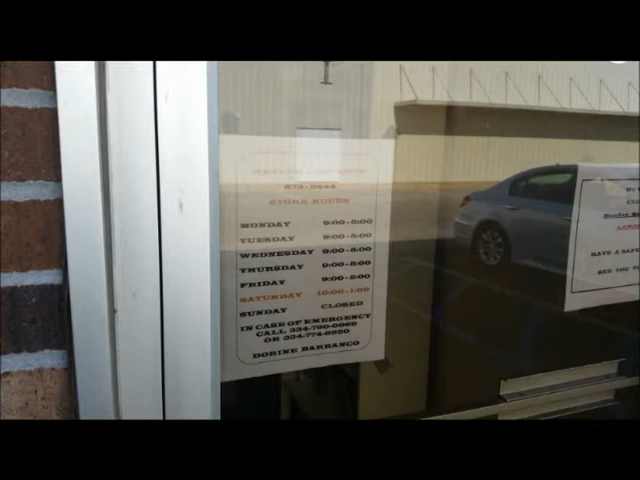 STORE HOURS
MONDAY 9:00-5:00
TUESDAY 9:00-5:00
WEDNESDAY 9:00-5:00
THURSDAY 9:00-5:00
FRIDAY 9:00-5:00
SATURDAY 10:00-1:00
SUNDAY CLOSED
IN CASE OF EMERGENCY
CALL 334-790-0969
OR 334-774-6920
DORINE BARRANCO
HAVE A SAFE
SEE YOU